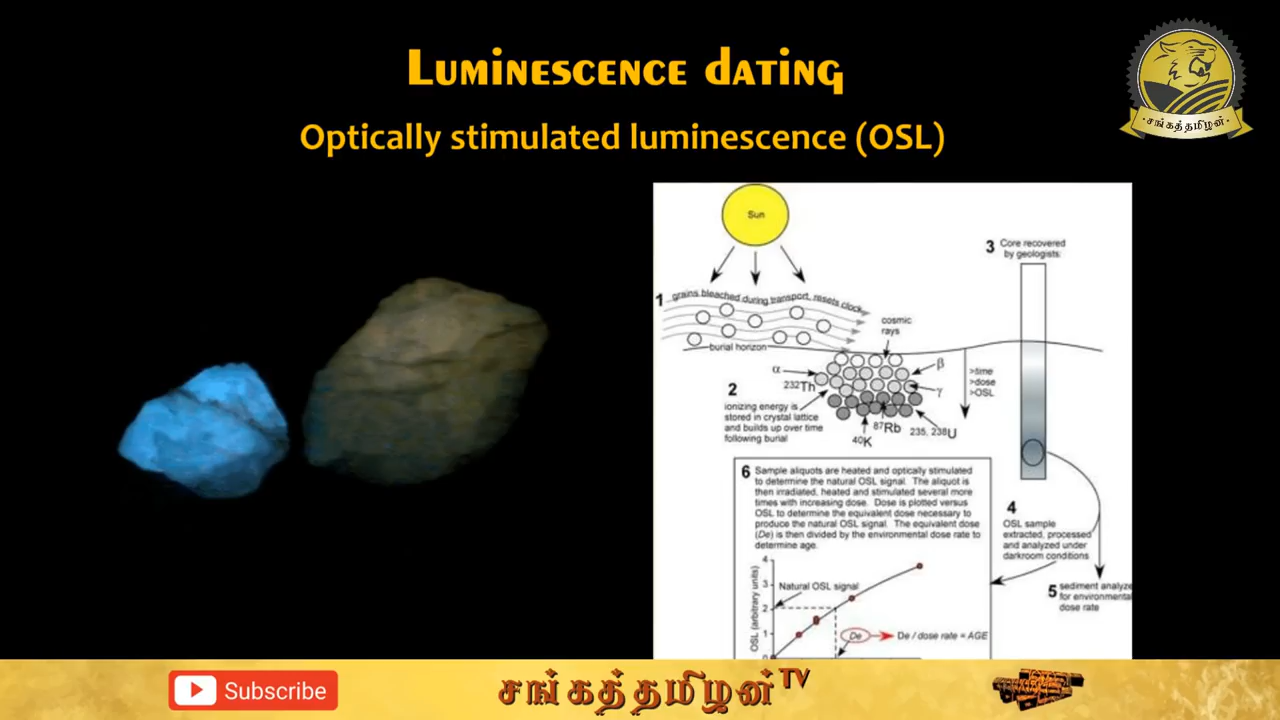 Luminescence dating
Optically stimulated luminescence (OSL)
சங்கத்தமிழன்
Sun
1 grains bleached during transport, resets clock
burial horizon
cosmic
rays
α
β
γ
232Th
2
ionizing energy is
stored in crystal lattice
and builds up over time
following burial
40K
87Rb
235, 238U
>time
>dose
>OSL
3 Core recovered
by geologists
4
OSL sample
extracted, processed
and analyzed under
darkroom conditions
5 sediment analyze
for environmental
dose rate
6 Sample aliquots are heated and optically stimulated
to determine the natural OSL signal. The aliquot is
then irradiated, heated and stimulated several more
times with increasing dose. Dose is plotted versus
OSL to determine the equivalent dose necessary to
produce the natural OSL signal. The equivalent dose
(De) is then divided by the environmental dose rate to
determine age.
OSL (arbitrary units)
4
3
2
1
0
Natural OSL signal
De
De / dose rate = AGE
Subscribe
சங்கத்தமிழன் TV